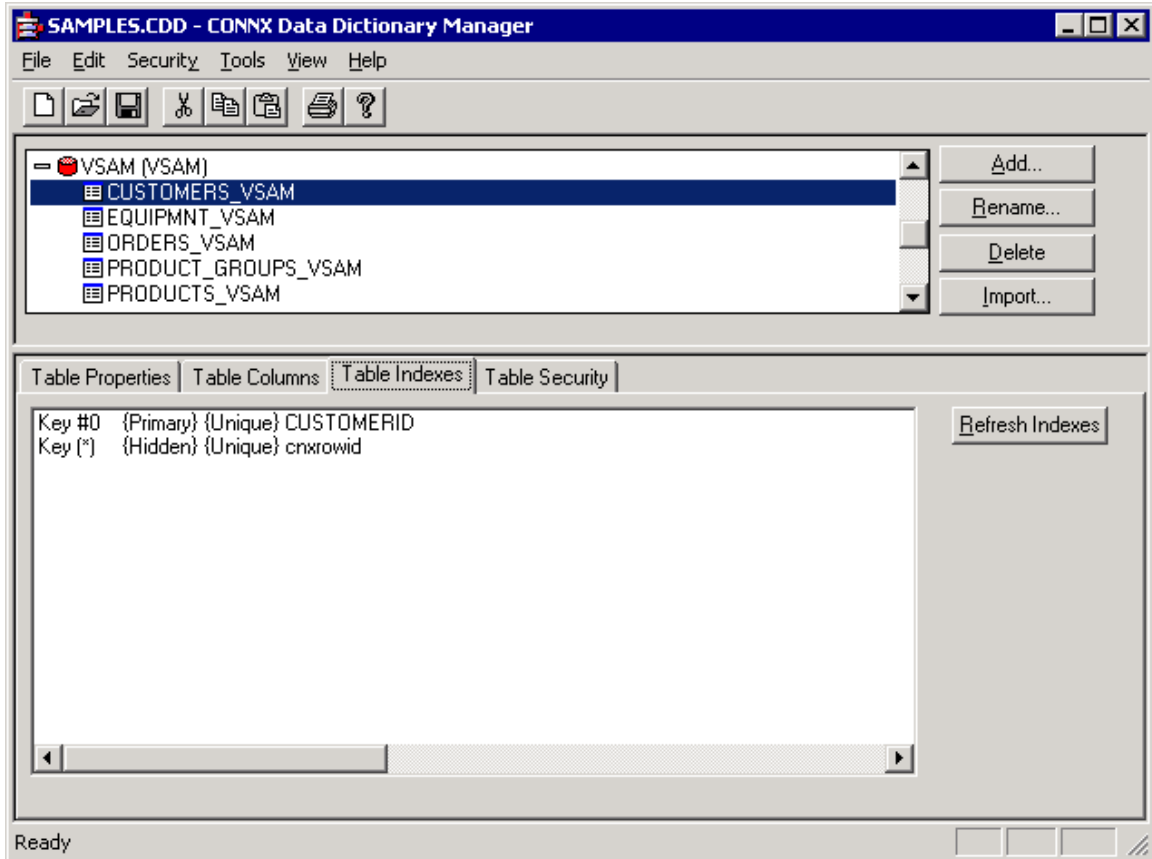 SAMPLES.CDD - CONNX Data Dictionary Manager
File Edit Security Tools View Help
VSAM (VSAM)
CUSTOMERS_VSAM
EQUIPMNT_VSAM
ORDERS_VSAM
PRODUCT_GROUPS_VSAM
PRODUCTS_VSAM
Add...
Rename...
Delete
Import...
Table Properties Table Columns Table Indexes Table Security
Key #0 {Primary} {Unique} CUSTOMERID
Key (*) {Hidden} {Unique} cnxrowid
Refresh Indexes
Ready